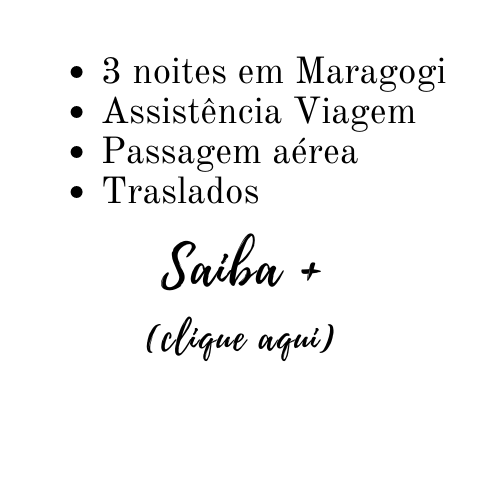 • 3 noites em Maragogi
• Assistência Viagem
• Passagem aérea
• Traslados
Saiba +
(clique aqui)